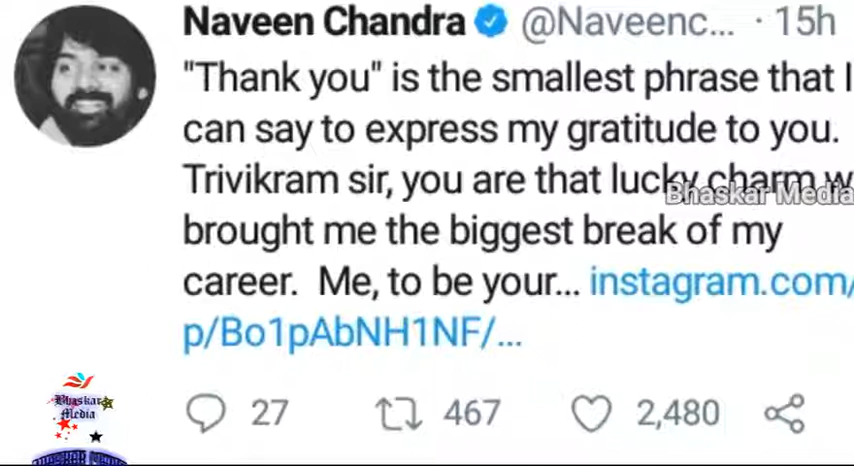 Naveen Chandra @Naveenc... · 15h
"Thank you" is the smallest phrase that I
can say to express my gratitude to you.
Trivikram sir, you are that lucky charm w
Bhaskar Media
brought me the biggest break of my
career. Me, to be your... instagram.com/
p/Bo1pAbNH1NF/...
27 467 2,480
Bhaskar
Media